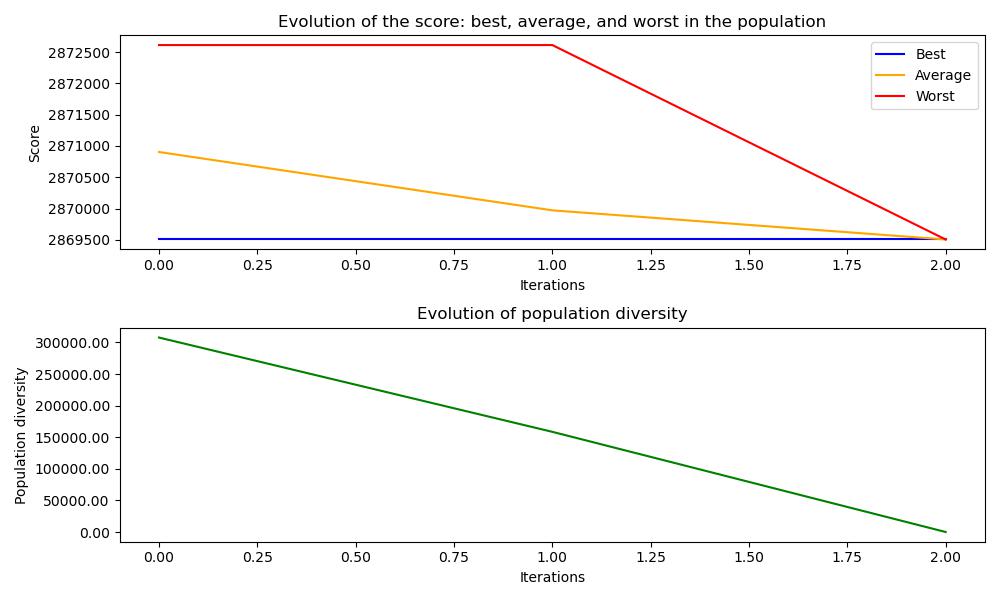 Evolution of the score: best, average, and worst in the population
Score
2872500
2872000
2871500
2871000
2870500
2870000
2869500
Best
Average
Worst
0.00 0.25 0.50 0.75 1.00 1.25 1.50 1.75 2.00
Iterations
Evolution of population diversity
Population diversity
300000.00
250000.00
200000.00
150000.00
100000.00
50000.00
0.00
0.00 0.25 0.50 0.75 1.00 1.25 1.50 1.75 2.00
Iterations